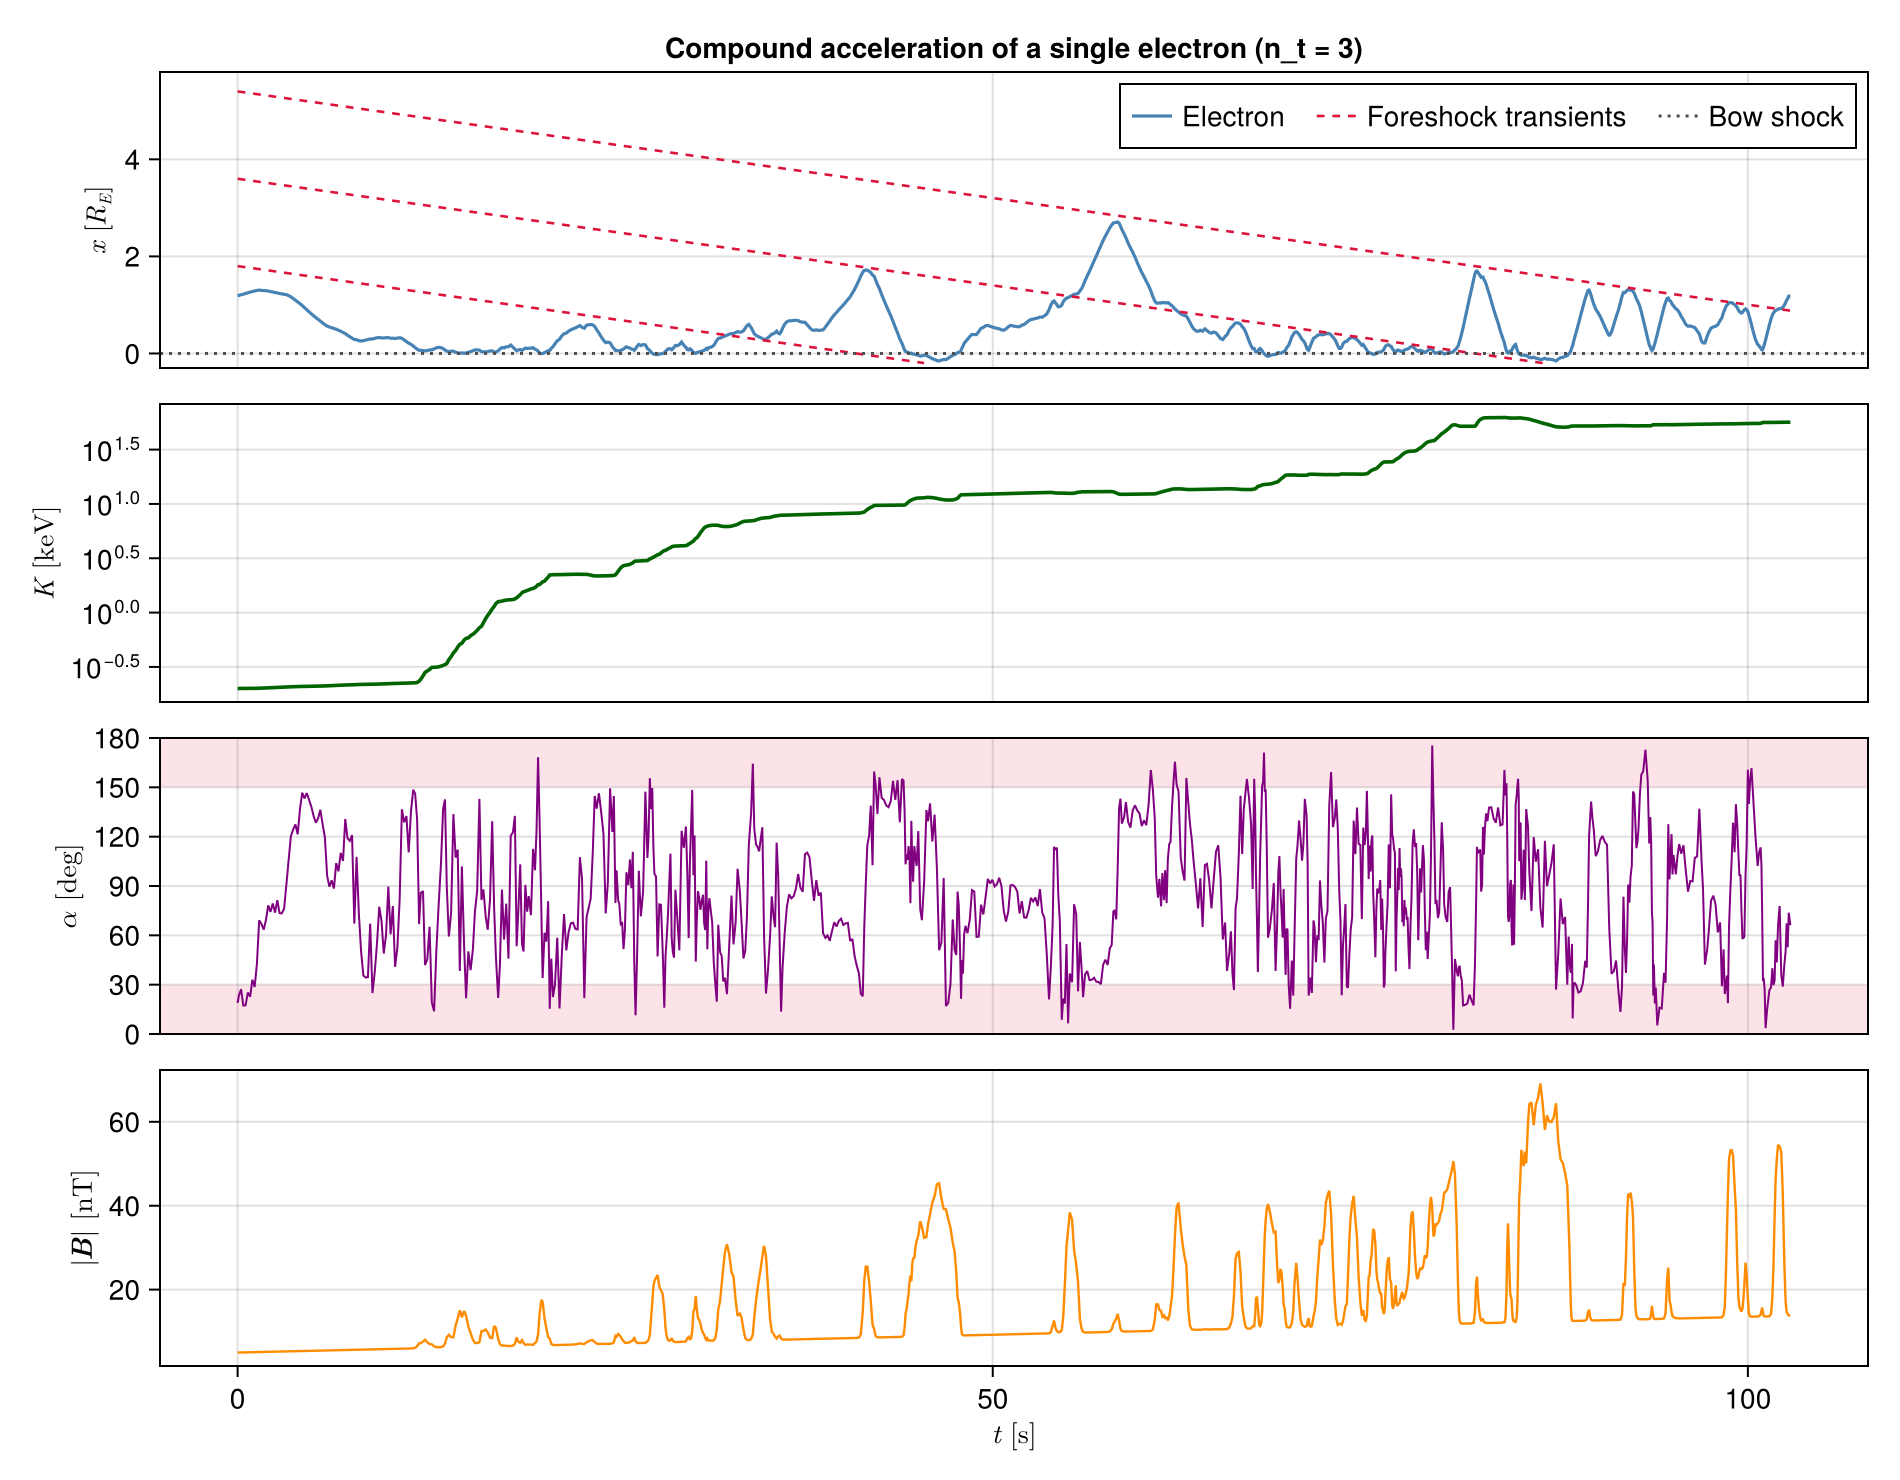 Compound acceleration of a single electron (n_t = 3)
Electron
Foreshock transients
Bow shock
x [R_E]
4
2
0
K [keV]
10^1.5
10^1.0
10^0.5
10^0.0
10^−0.5
α [deg]
180
150
120
90
60
30
0
|B| [nT]
60
40
20
0
50
100
t [s]